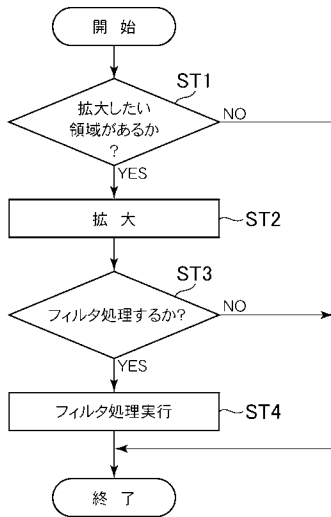 開 始
ST1
拡大したい
領域があるか
?
NO
YES
拡 大
ST2
ST3
フィルタ処理するか?
NO
YES
フィルタ処理実行
ST4
終 了